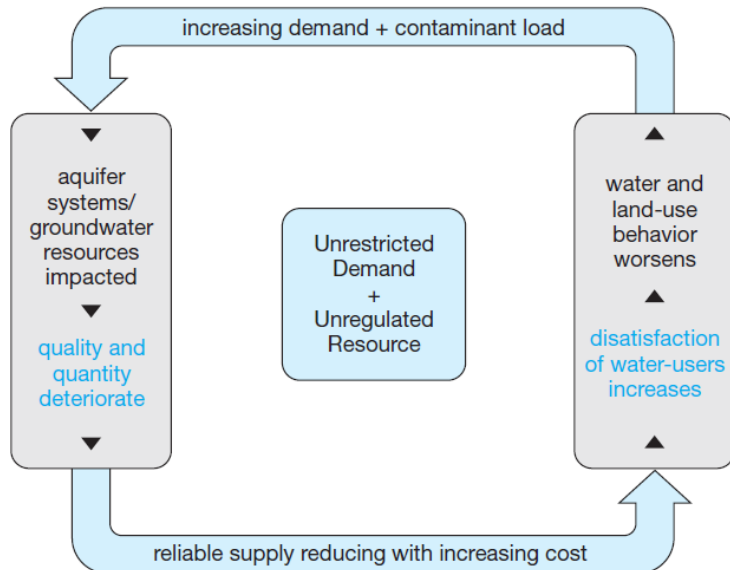 increasing demand + contaminant load
aquifer
systems/
groundwater
resources
impacted
quality and
quantity
deteriorate
Unrestricted
Demand
+
Unregulated
Resource
water and
land-use
behavior
worsens
disatisfaction
of water-users
increases
reliable supply reducing with increasing cost